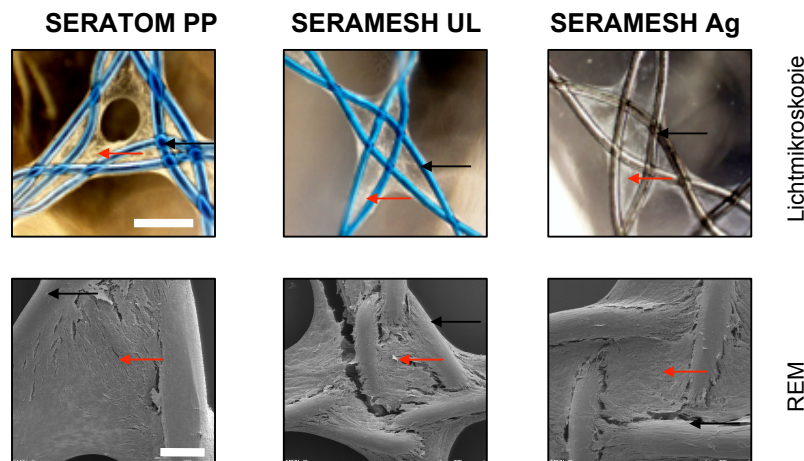 SERATOM PP
SERAMESH UL
SERAMESH Ag
Lichtmikroskopie
REM